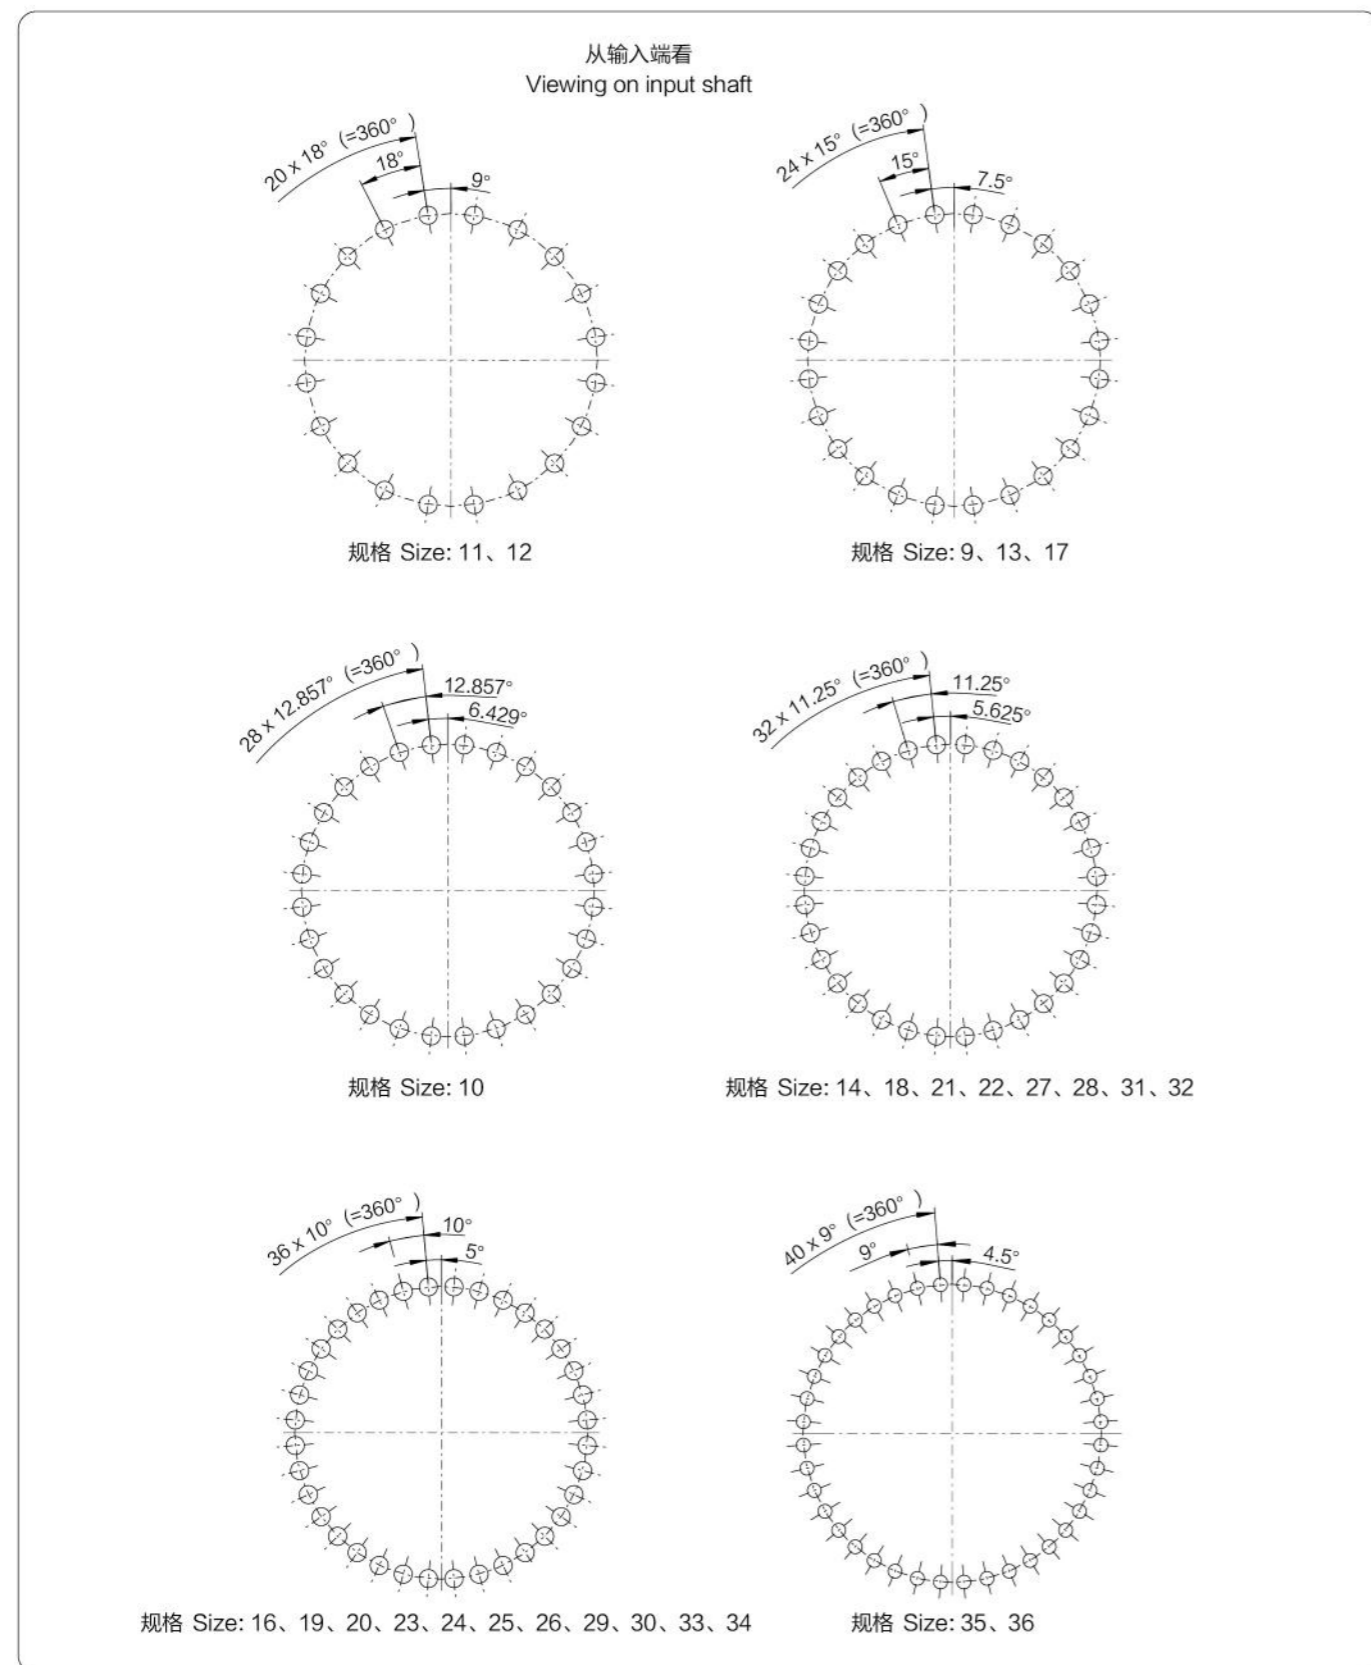 从输入端看
Viewing on input shaft
20 x 18° (=360° )
18°
9°
24 x 15° (=360° )
15°
7.5°
规格 Size: 11、12
规格 Size: 9、13、17
28 x 12.857° (=360° )
12.857°
6.429°
32 x 11.25° (=360° )
11.25°
5.625°
规格 Size: 10
规格 Size: 14、18、21、22、27、28、31、32
36 x 10° (=360° )
10°
5°
40 x 9° (=360° )
9°
4.5°
规格 Size: 16、19、20、23、24、25、26、29、30、33、34
规格 Size: 35、36